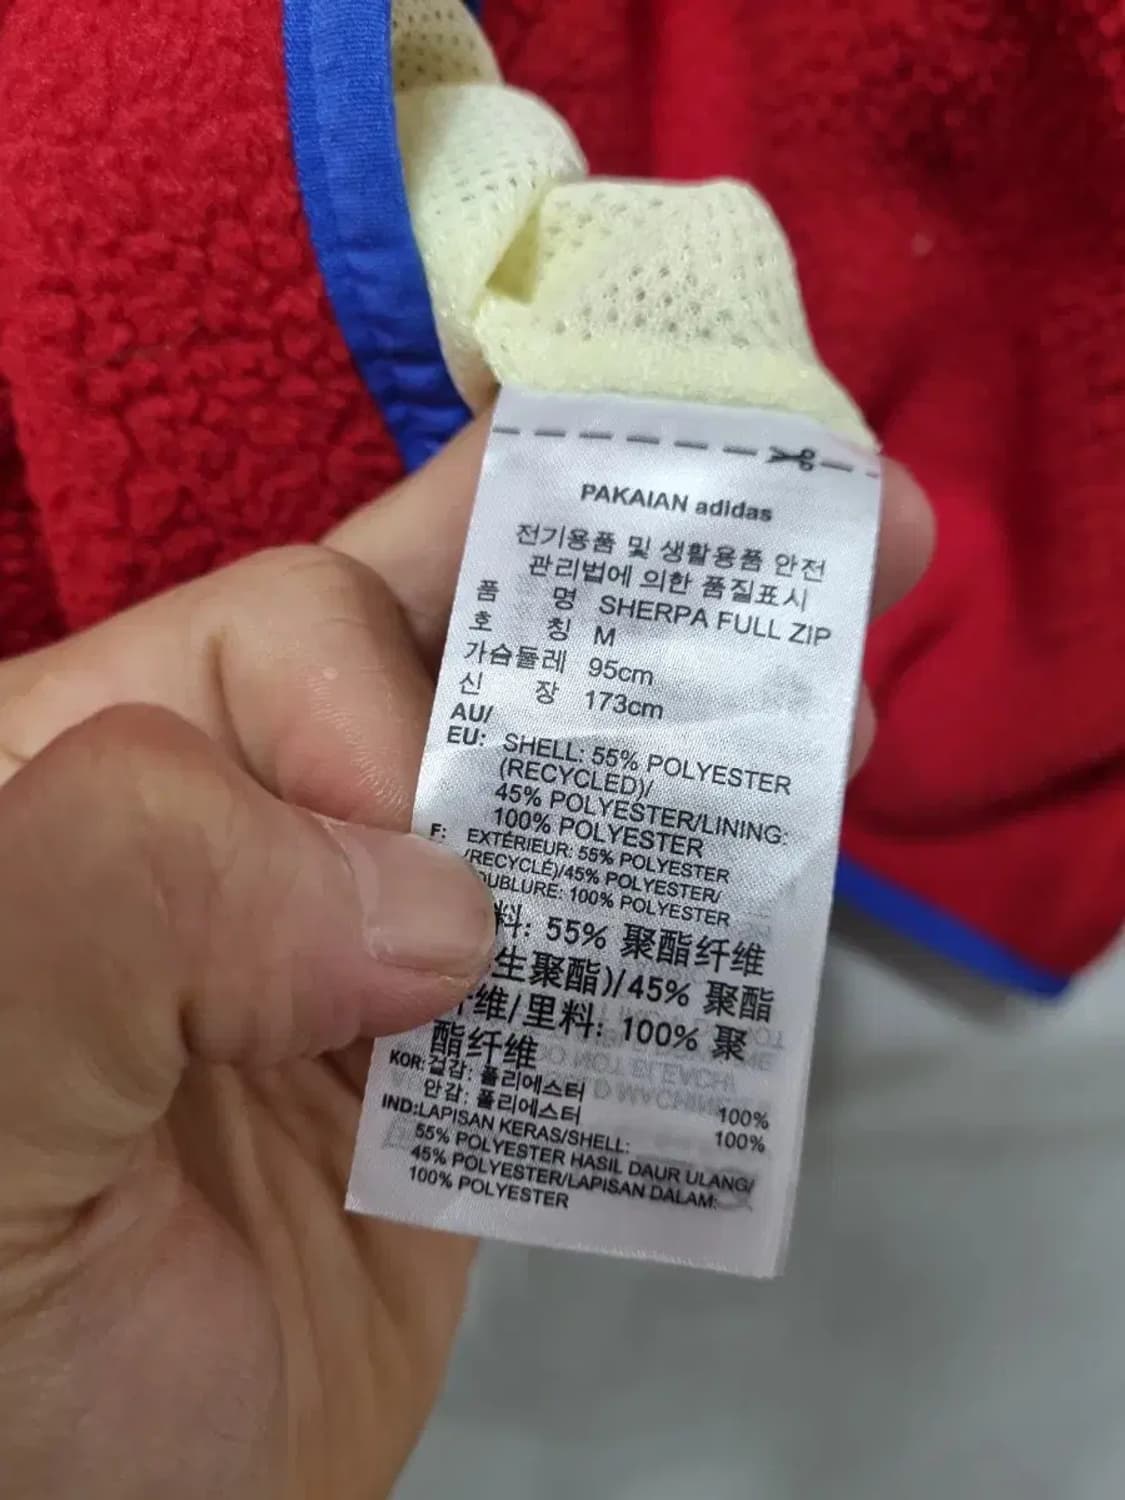 PAKAIAN adidas
전기용품 및 생활용품 안전
관리법에 의한 품질표시
품 명 SHERPA FULL ZIP
호 칭 M
가슴둘레 95cm
신 장 173cm
AU/
EU: SHELL: 55% POLYESTER
(RECYCLED)/
45% POLYESTER/LINING:
100% POLYESTER
F: EXTÉRIEUR: 55% POLYESTER
/RECYCLÉ)/45% POLYESTER/
OUBLURE: 100% POLYESTER
料: 55% 聚酯纤维
生聚酯)/45% 聚酯
纤维/里料: 100% 聚
酯纤维
KOR: 겉감: 폴리에스터 100%
안감: 폴리에스터 100%
IND:LAPISAN KERAS/SHELL:
55% POLYESTER HASIL DAUR ULANG/
45% POLYESTER/LAPISAN DALAM:
100% POLYESTER